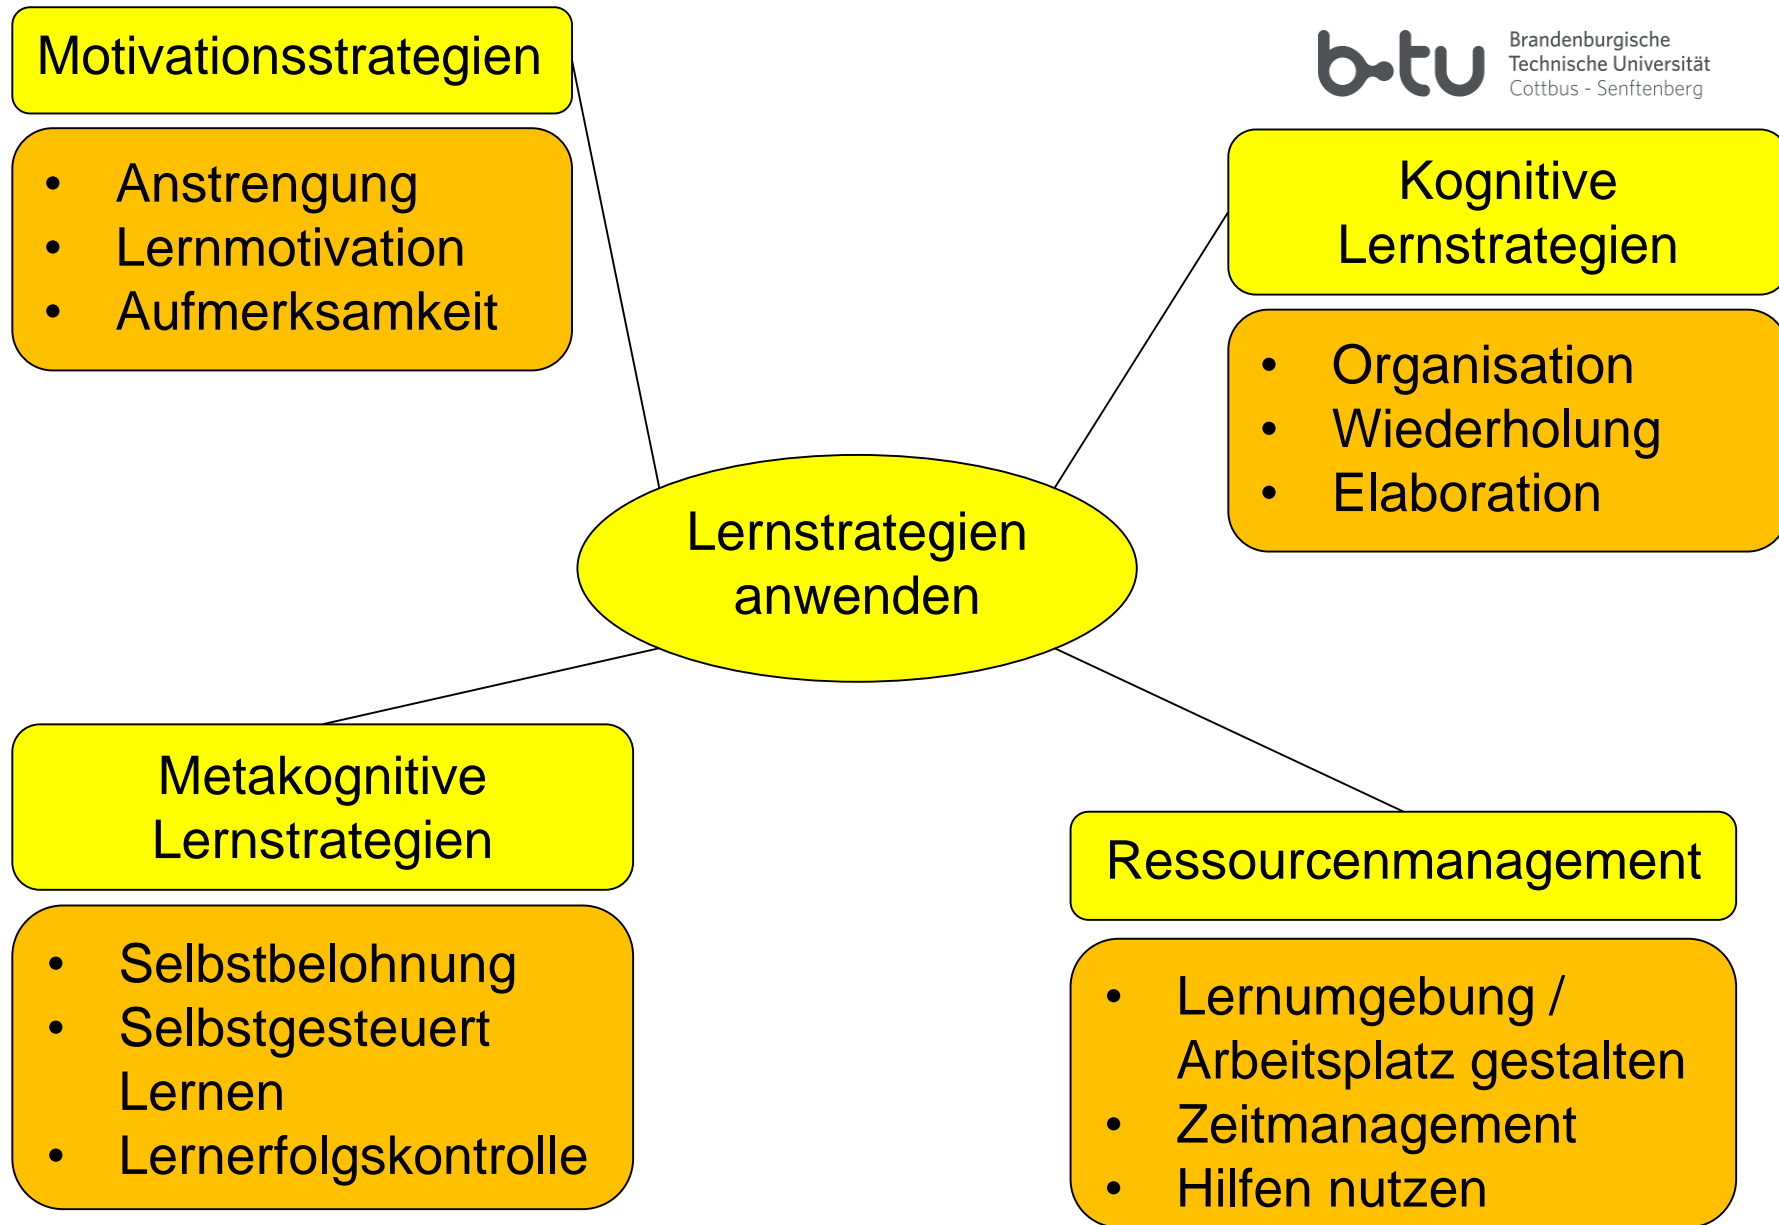 Motivationsstrategien
• Anstrengung
• Lernmotivation
• Aufmerksamkeit
b-tu
Brandenburgische
Technische Universität
Cottbus - Senftenberg
Kognitive
Lernstrategien
• Organisation
• Wiederholung
• Elaboration
Lernstrategien
anwenden
Metakognitive
Lernstrategien
• Selbstbelohnung
• Selbstgesteuert
Lernen
• Lernerfolgskontrolle
Ressourcenmanagement
• Lernumgebung /
Arbeitsplatz gestalten
• Zeitmanagement
• Hilfen nutzen